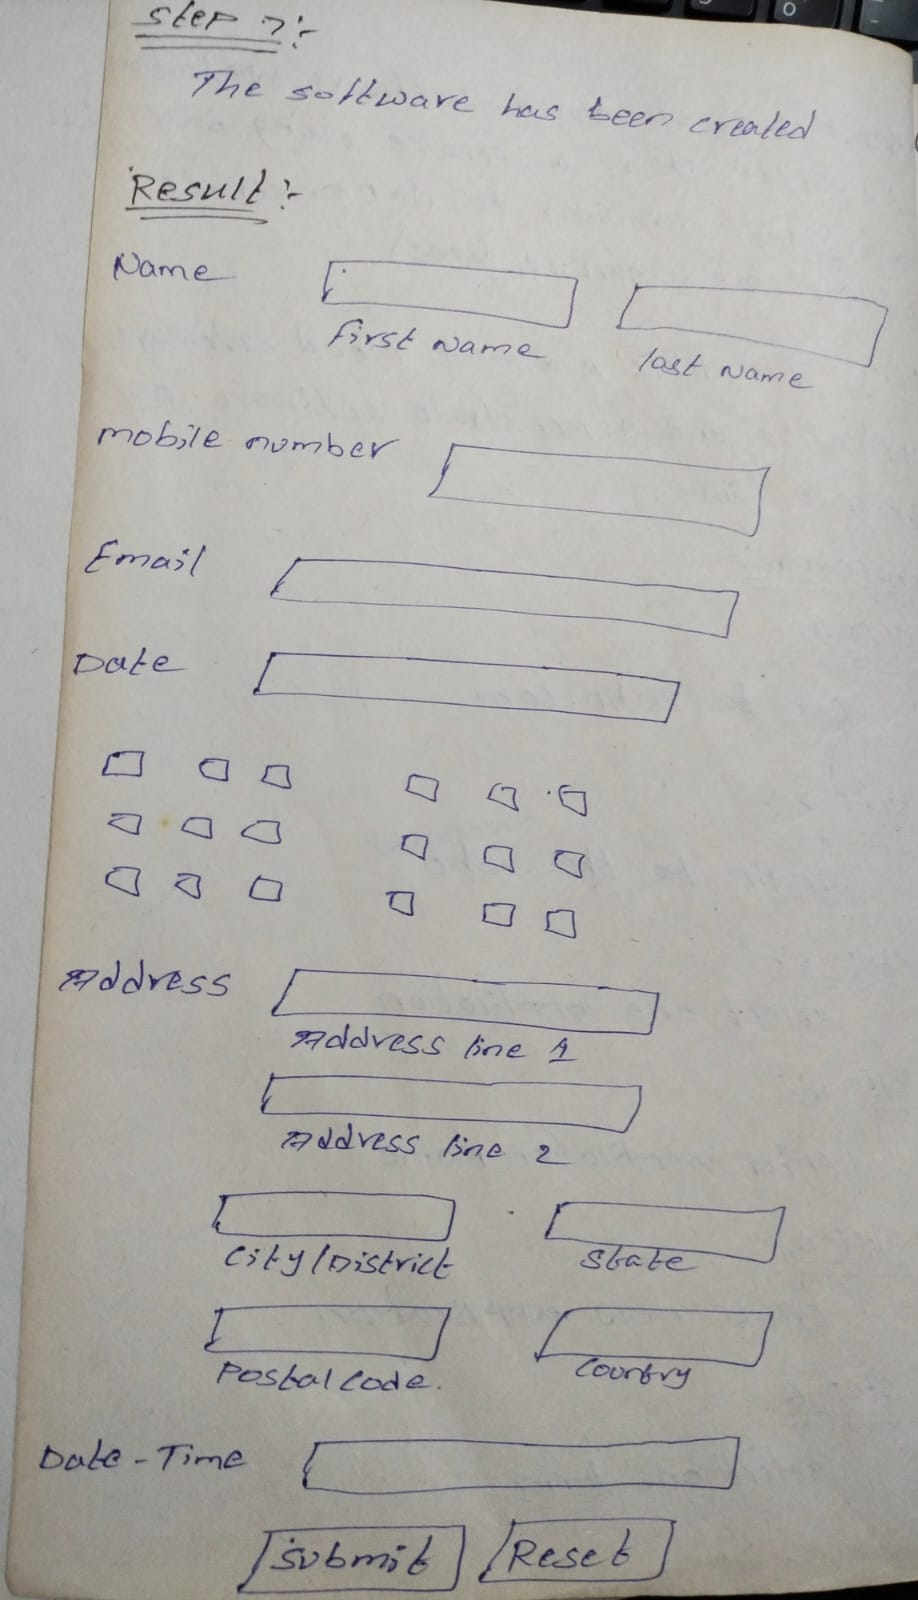 Step 7:-
The software has been created
Result:-
Name
First Name
last Name
mobile number
Email
Date
Address
Address line 1
Address line 2
City/District
State
Postal Code.
Country
Date-Time
Submit
Reset